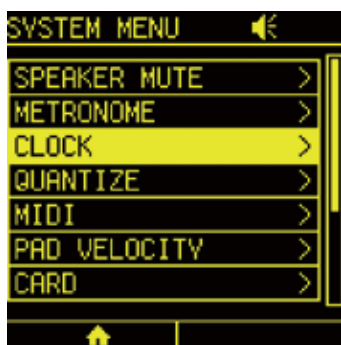 SYSTEM MENU
SPEAKER MUTE >
METRONOME >
CLOCK >
QUANTIZE >
MIDI >
PAD VELOCITY >
CARD >